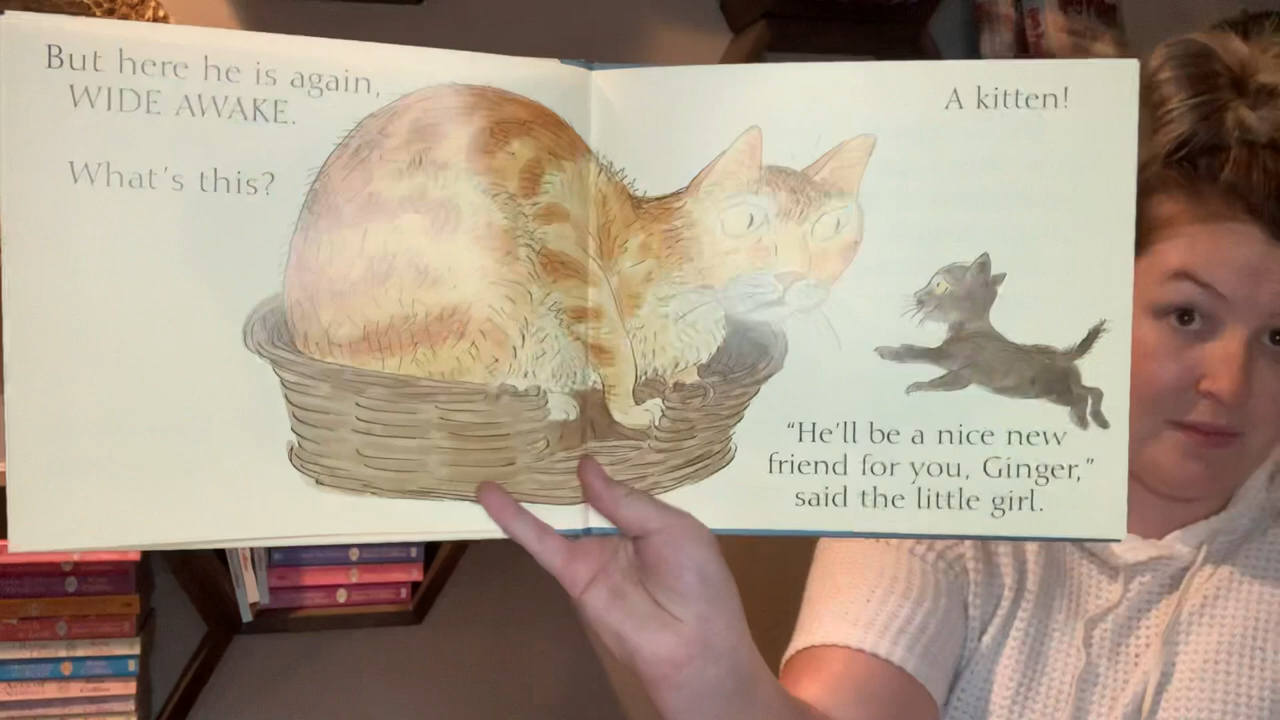 But here he is again,
WIDE AWAKE.
What's this?
A kitten!
“He'll be a nice new
friend for you, Ginger,”
said the little girl.